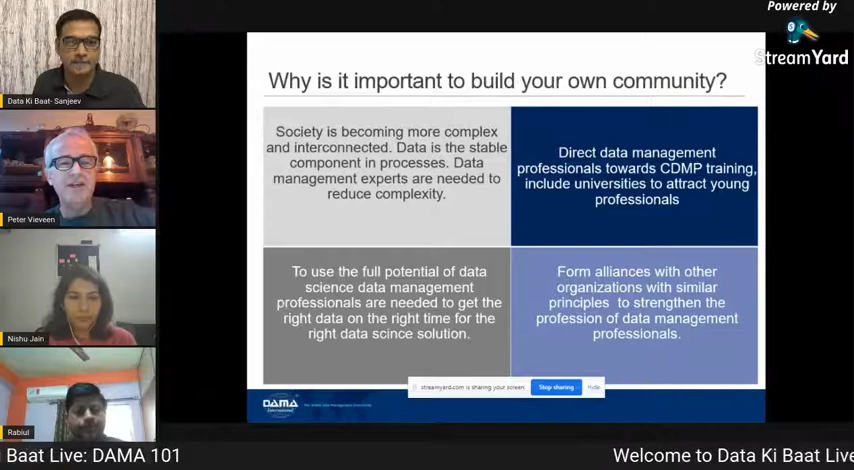 Powered by
StreamYard
Data Ki Baat- Sanjeev
Peter Vieveen
Nishu Jain
Rabiul
Why is it important to build your own community?
Society is becoming more complex
and interconnected. Data is the stable
component in processes. Data
management experts are needed to
reduce complexity.
Direct data management
professionals towards CDMP training,
include universities to attract young
professionals
To use the full potential of data
science data management
professionals are needed to get the
right data on the right time for the
right data scince solution.
Form alliances with other
organizations with similar
principles to strengthen the
profession of data management
professionals.
streamyard.com is sharing your screen.
Stop sharing
Hide
DAMA
International
Baat Live: DAMA 101
Welcome to Data Ki Baat Live